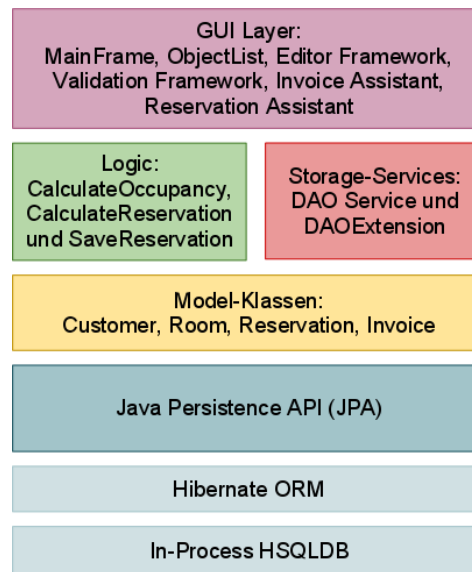 GUI Layer:
MainFrame, ObjectList, Editor Framework,
Validation Framework, Invoice Assistant,
Reservation Assistant
Logic:
CalculateOccupancy,
CalculateReservation
und SaveReservation
Storage-Services:
DAO Service und
DAOExtension
Model-Klassen:
Customer, Room, Reservation, Invoice
Java Persistence API (JPA)
Hibernate ORM
In-Process HSQLDB